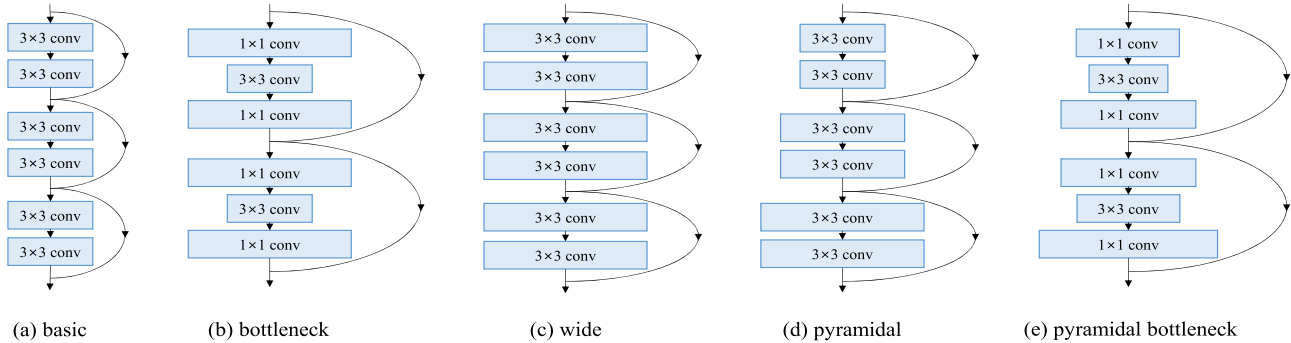 3×3 conv
3×3 conv
3×3 conv
3×3 conv
3×3 conv
3×3 conv
(a) basic
1×1 conv
3×3 conv
1×1 conv
1×1 conv
3×3 conv
1×1 conv
(b) bottleneck
3×3 conv
3×3 conv
3×3 conv
3×3 conv
3×3 conv
3×3 conv
(c) wide
3×3 conv
3×3 conv
3×3 conv
3×3 conv
3×3 conv
3×3 conv
(d) pyramidal
1×1 conv
3×3 conv
1×1 conv
1×1 conv
3×3 conv
1×1 conv
(e) pyramidal bottleneck